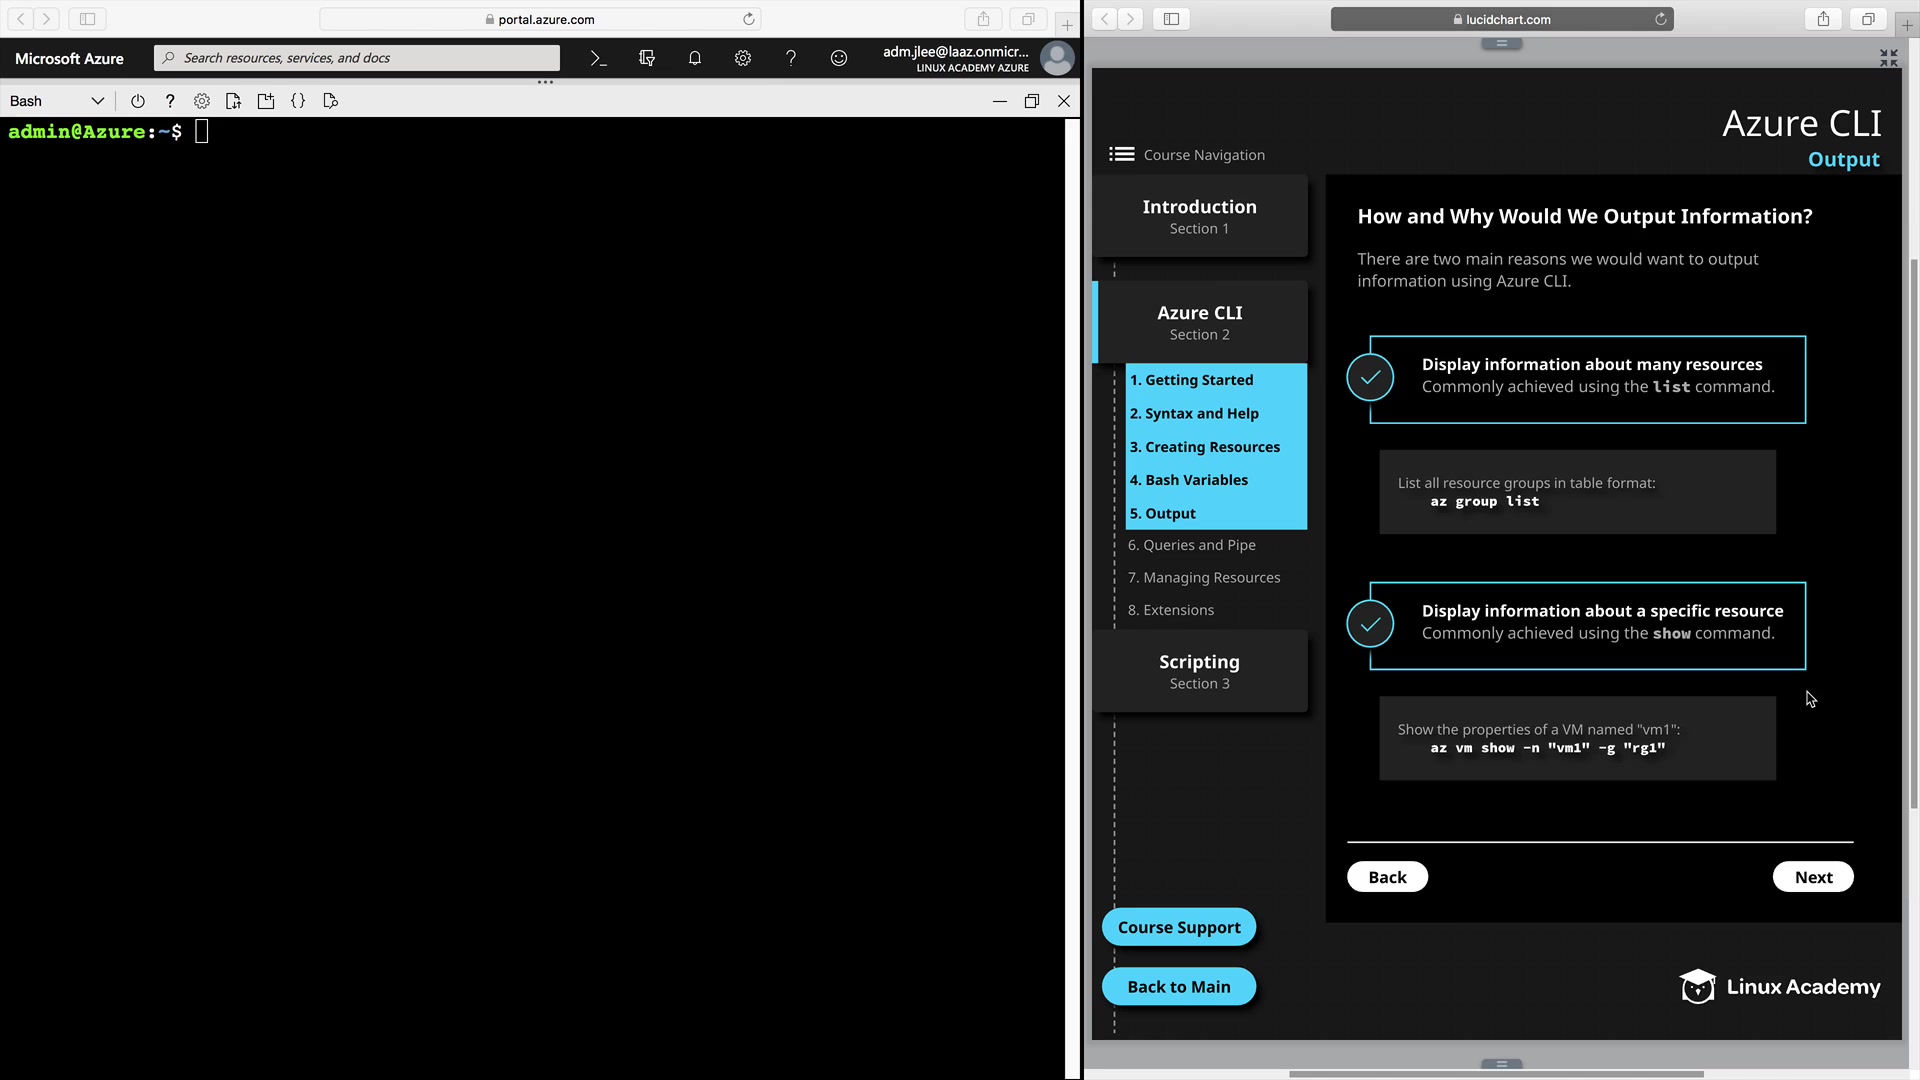 portal.azure.com
Microsoft Azure
Search resources, services, and docs
adm.jlee@laaz.onmicr...
LINUX ACADEMY AZURE
Bash
admin@Azure:~$
lucidchart.com
Azure CLI
Output
Course Navigation
Introduction
Section 1
Azure CLI
Section 2
1. Getting Started
2. Syntax and Help
3. Creating Resources
4. Bash Variables
5. Output
6. Queries and Pipe
7. Managing Resources
8. Extensions
Scripting
Section 3
Course Support
Back to Main
How and Why Would We Output Information?
There are two main reasons we would want to output
information using Azure CLI.
Display information about many resources
Commonly achieved using the list command.
List all resource groups in table format:
az group list
Display information about a specific resource
Commonly achieved using the show command.
Show the properties of a VM named "vm1":
az vm show -n "vm1" -g "rg1"
Back
Next
Linux Academy